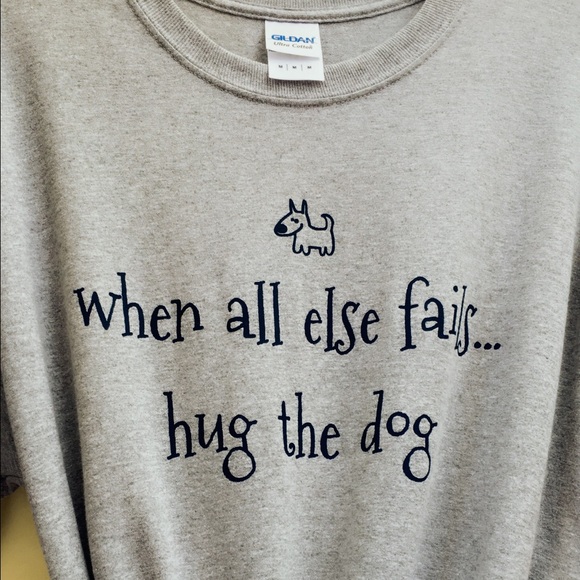 GILDAN
Ultra Cotton
M | M | M
when all else fails...
hug the dog